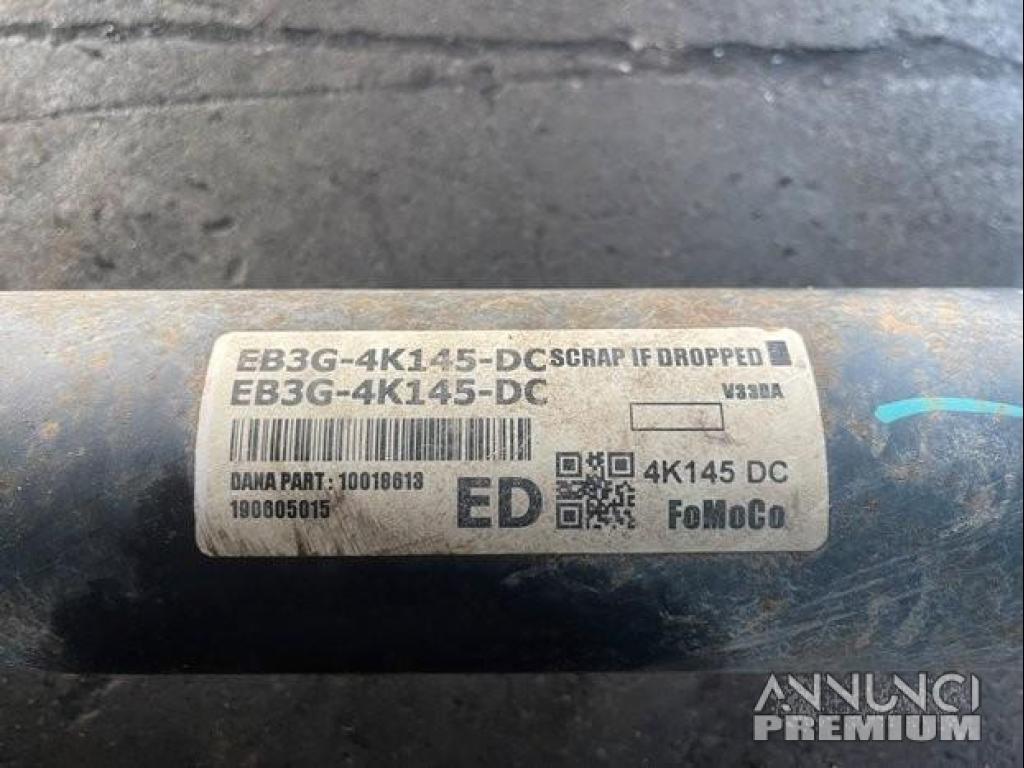 EB3G-4K145-DC SCRAP IF DROPPED
EB3G-4K145-DC
V330A
DANA PART: 10018613
190605015
ED
4K145 DC
FoMoCo
ANNUNCI
PREMIUM